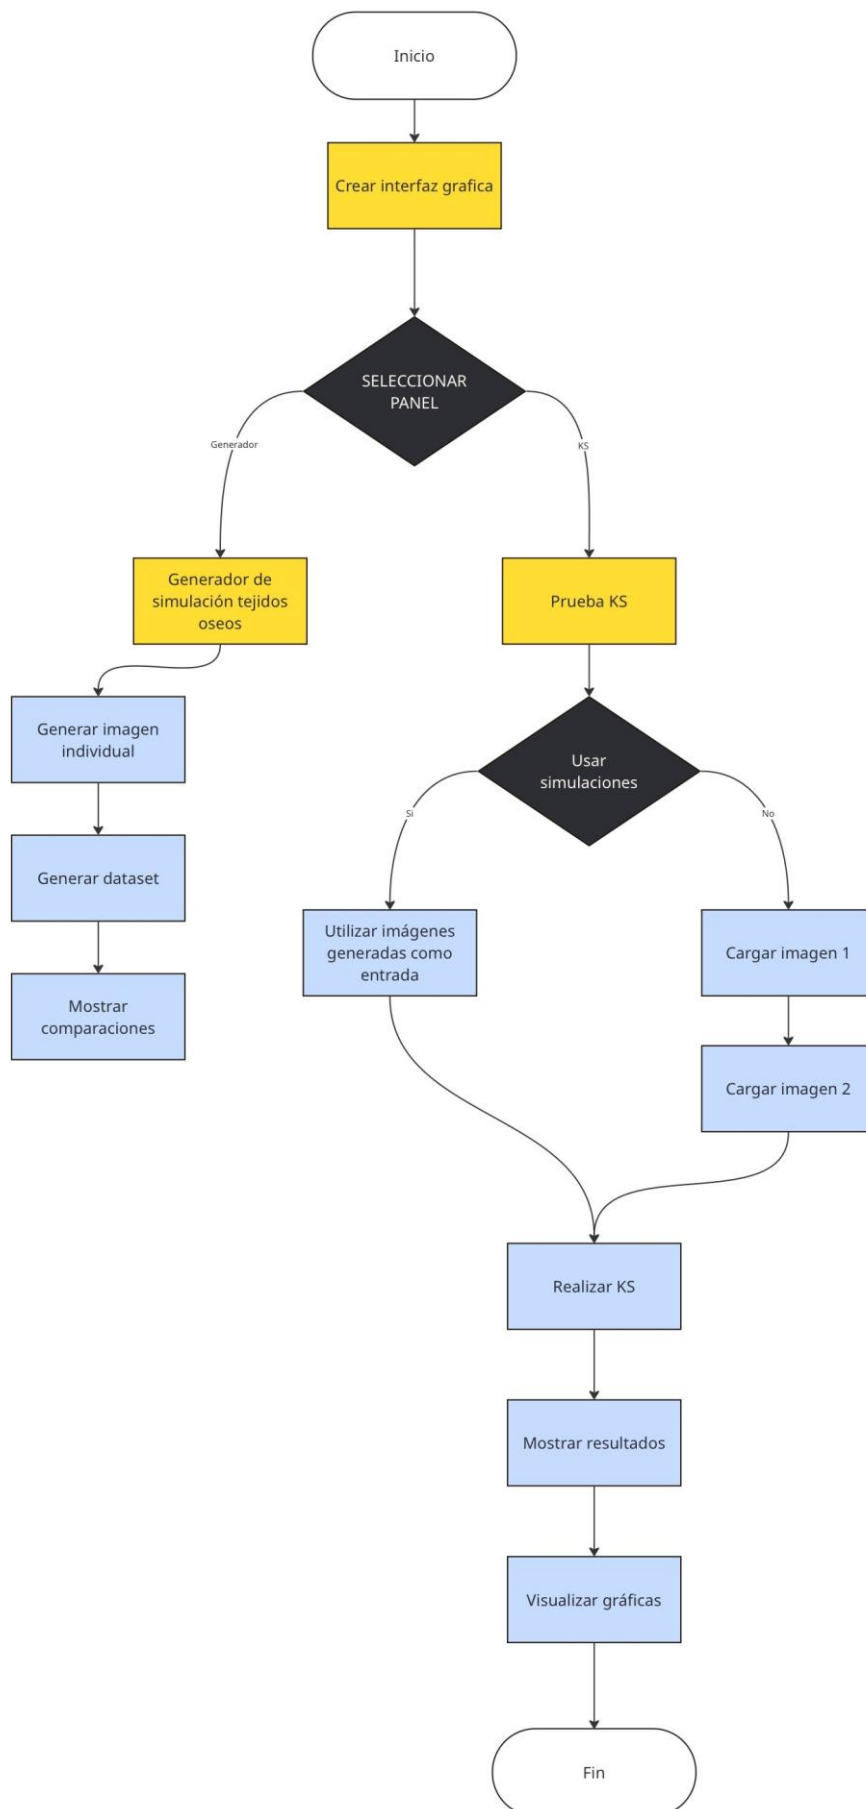 Inicio
Crear interfaz grafica
SELECCIONAR
PANEL
Generador
KS
Generador de
simulación tejidos
oseos
Prueba KS
Generar imagen
individual
Usar
simulaciones
Si
No
Generar dataset
Utilizar imágenes
generadas como
entrada
Cargar imagen 1
Mostrar
comparaciones
Cargar imagen 2
Realizar KS
Mostrar resultados
Visualizar gráficas
Fin